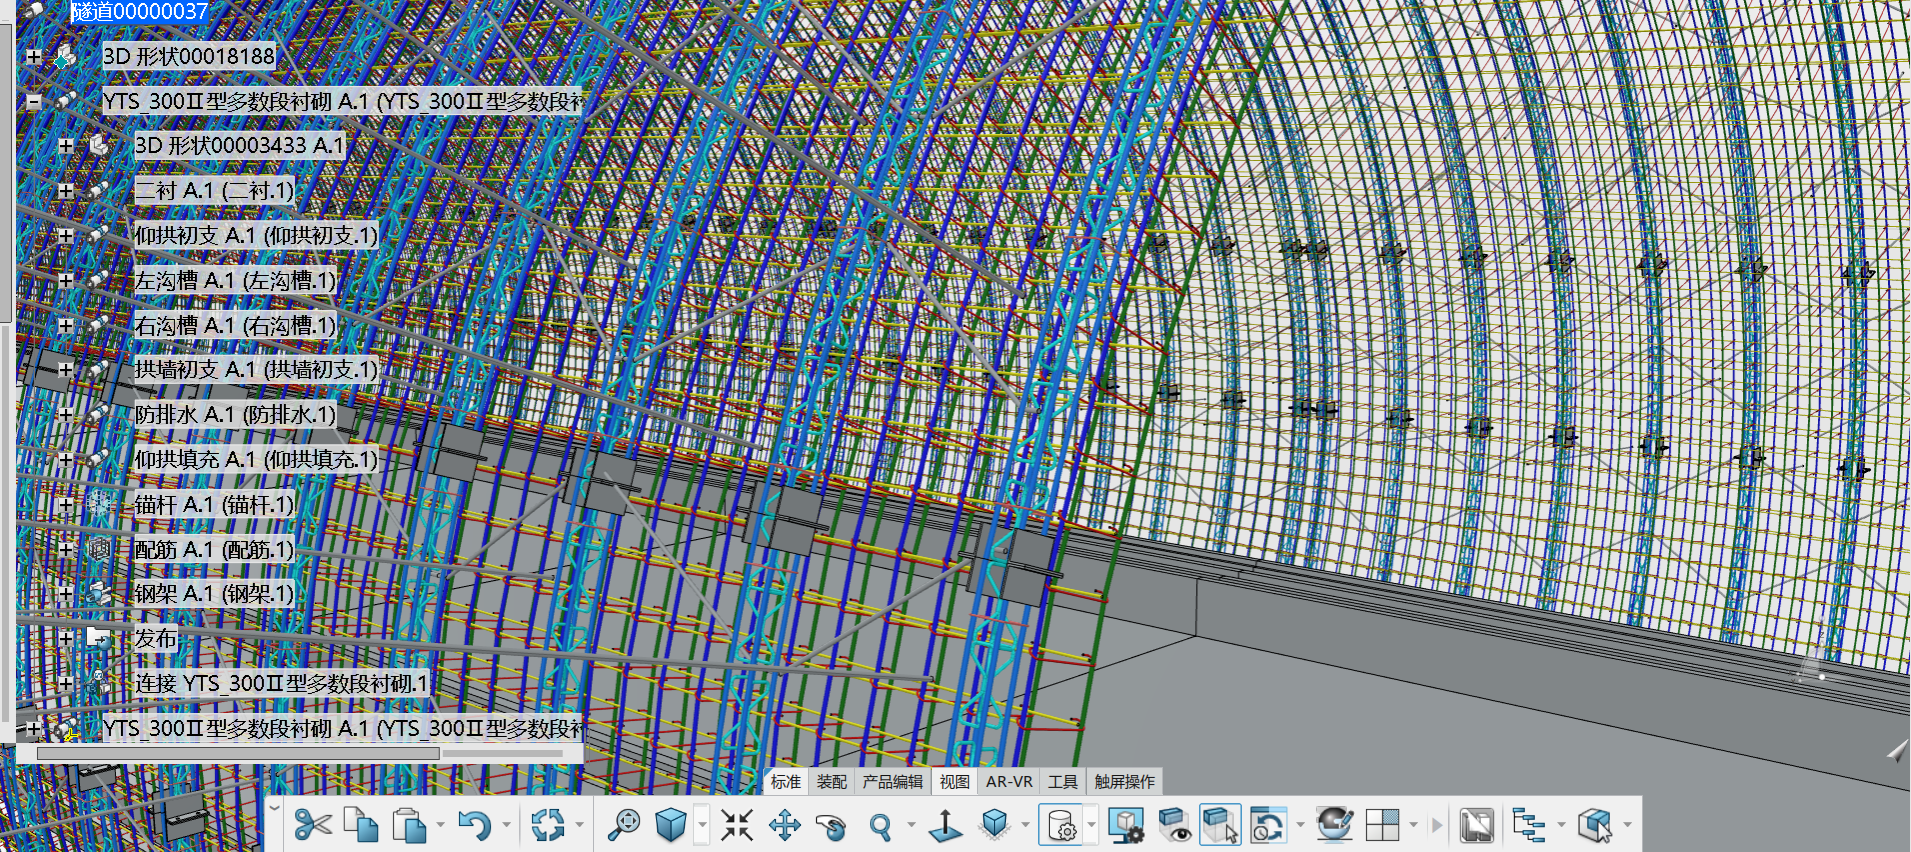 隧道00000037
3D 形状00018188
YTS_300Ⅱ型多数段衬砌 A.1 (YTS_300Ⅱ型多数段衬
3D 形状00003433 A.1
二衬 A.1 (二衬.1)
仰拱初支 A.1 (仰拱初支.1)
左沟槽 A.1 (左沟槽.1)
右沟槽 A.1 (右沟槽.1)
拱墙初支 A.1 (拱墙初支.1)
防排水 A.1 (防排水.1)
仰拱填充 A.1 (仰拱填充.1)
锚杆 A.1 (锚杆.1)
配筋 A.1 (配筋.1)
钢架 A.1 (钢架.1)
发布
连接 YTS_300Ⅱ型多数段衬砌.1
YTS_300Ⅱ型多数段衬砌 A.1 (YTS_300Ⅱ型多数段衬
标准 装配 产品编辑 视图 AR-VR 工具 触屏操作